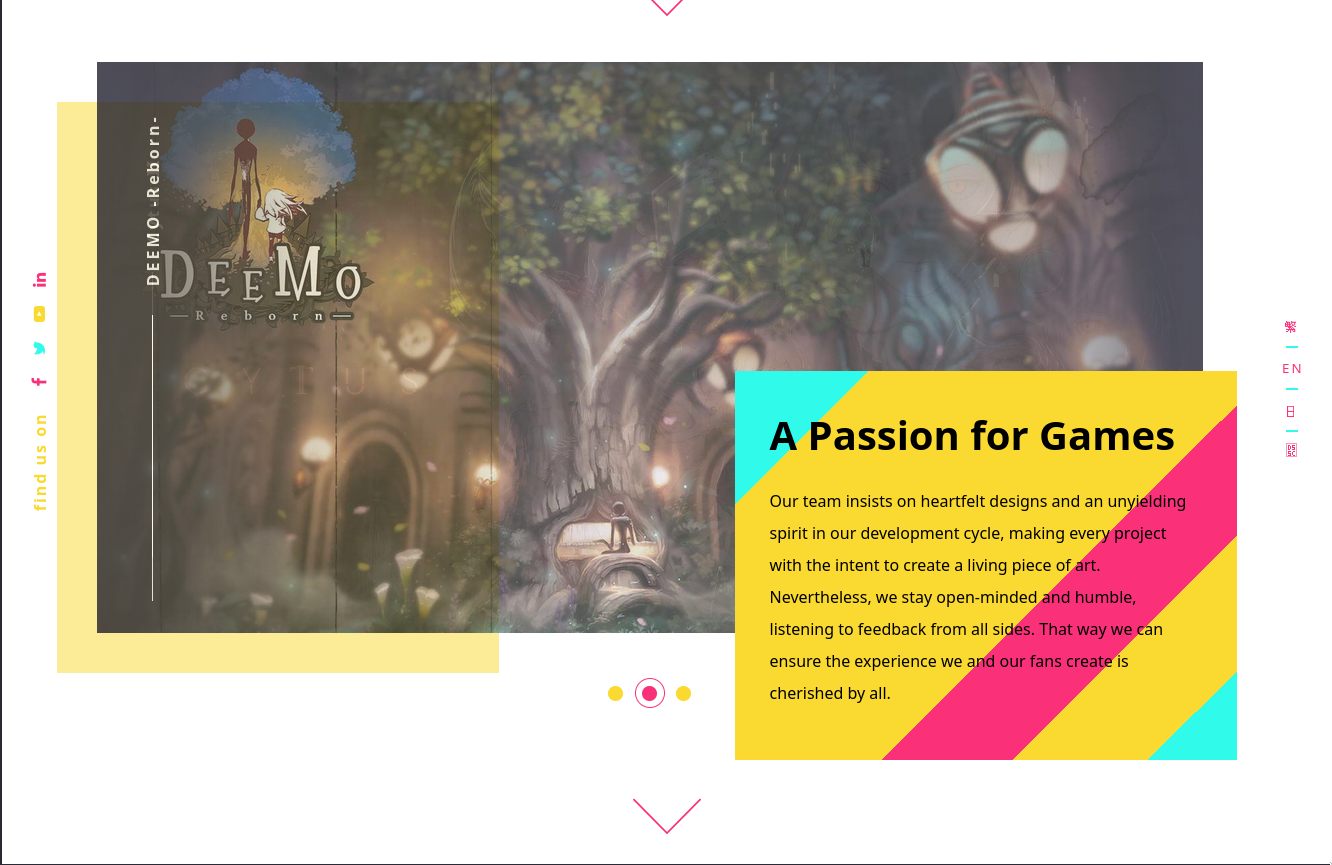 DEEMO -Reborn-
DEEMO
Reborn
YTUS
find us on
A Passion for Games
Our team insists on heartfelt designs and an unyielding
spirit in our development cycle, making every project
with the intent to create a living piece of art.
Nevertheless, we stay open-minded and humble,
listening to feedback from all sides. That way we can
ensure the experience we and our fans create is
cherished by all.
繁
EN
日